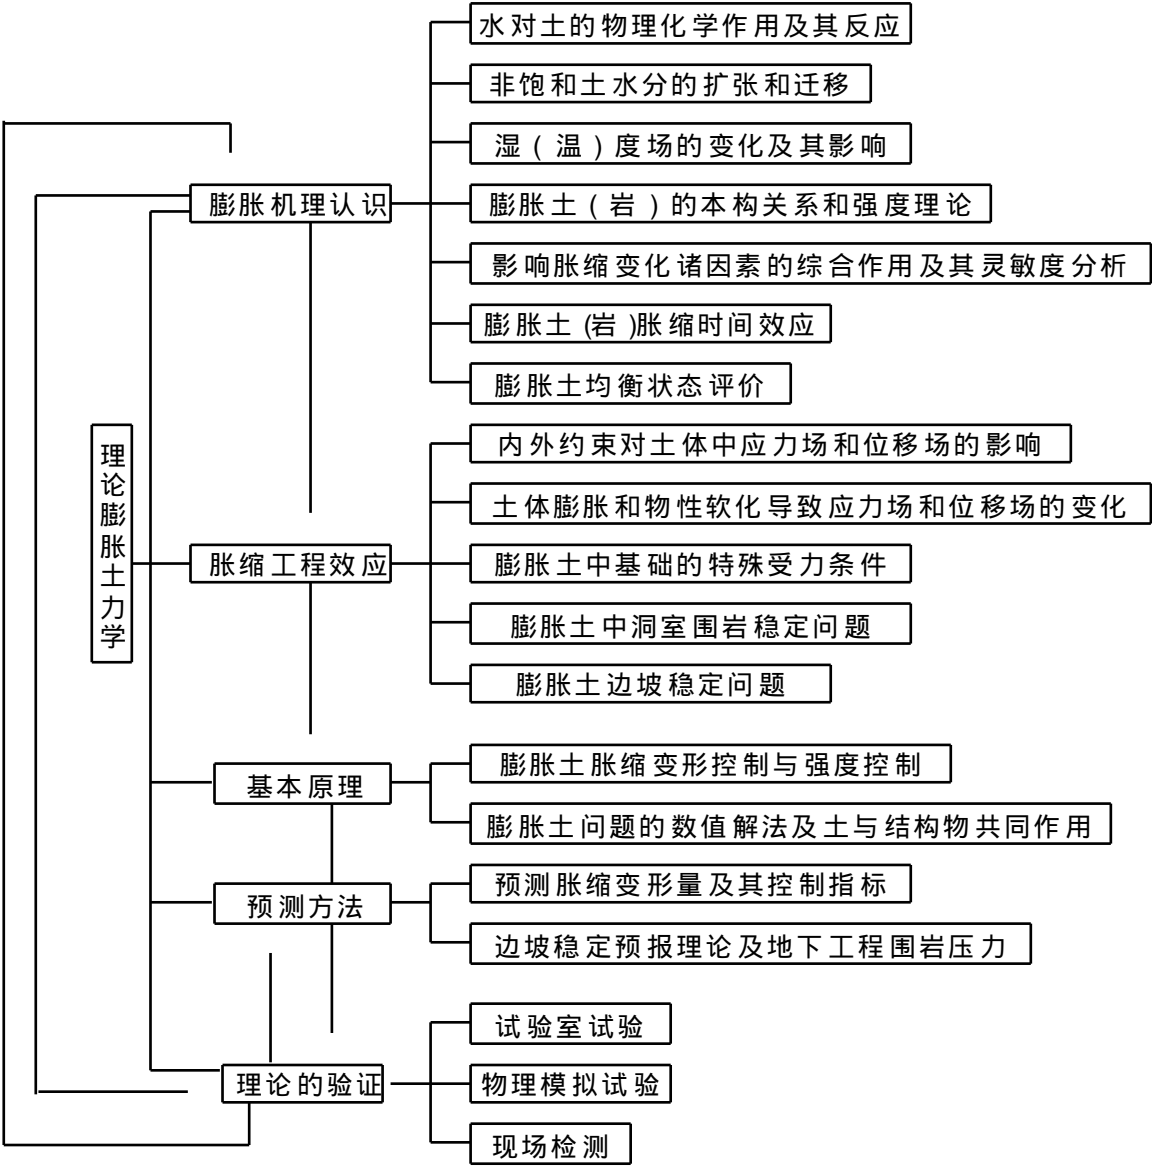 水对土的物理化学作用及其反应
非饱和土水分的扩张和迁移
湿（温）度场的变化及其影响
膨胀机理认识
膨胀土（岩）的本构关系和强度理论
影响胀缩变化诸因素的综合作用及其灵敏度分析
膨胀土(岩)胀缩时间效应
膨胀土均衡状态评价
理论膨胀土力学
内外约束对土体中应力场和位移场的影响
土体膨胀和物性软化导致应力场和位移场的变化
胀缩工程效应
膨胀土中基础的特殊受力条件
膨胀土中洞室围岩稳定问题
膨胀土边坡稳定问题
基本原理
膨胀土胀缩变形控制与强度控制
膨胀土问题的数值解法及土与结构物共同作用
预测方法
预测胀缩变形量及其控制指标
边坡稳定预报理论及地下工程围岩压力
试验室试验
理论的验证
物理模拟试验
现场检测